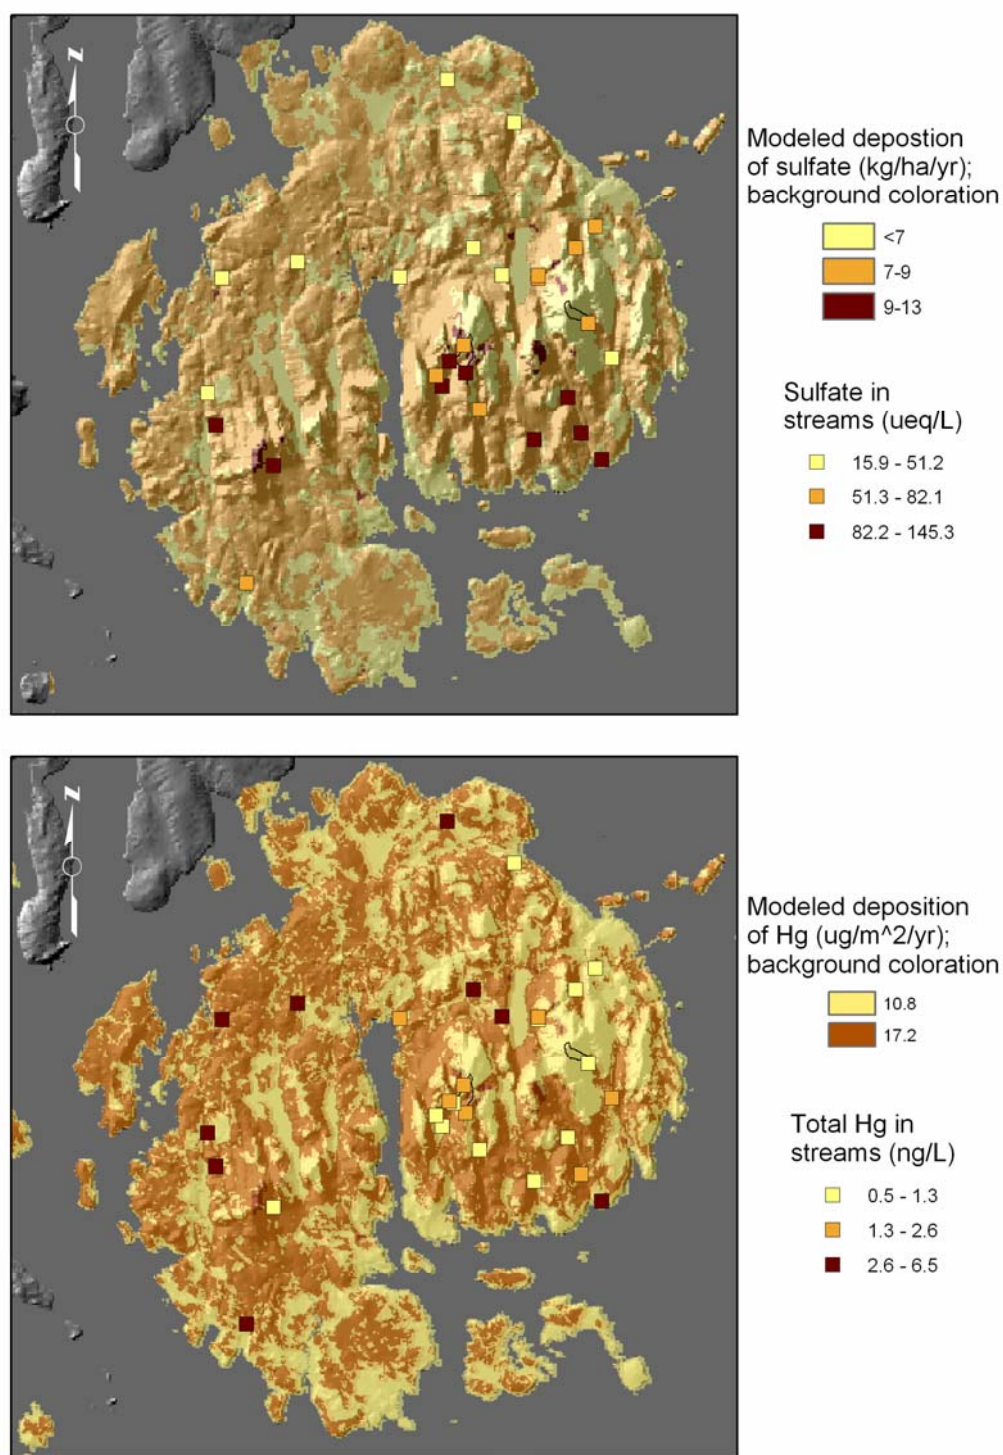 N
Modeled depostion
of sulfate (kg/ha/yr);
background coloration
<7
7-9
9-13
Sulfate in
streams (ueq/L)
15.9 - 51.2
51.3 - 82.1
82.2 - 145.3
N
Modeled deposition
of Hg (ug/m^2/yr);
background coloration
10.8
17.2
Total Hg in
streams (ng/L)
0.5 - 1.3
1.3 - 2.6
2.6 - 6.5